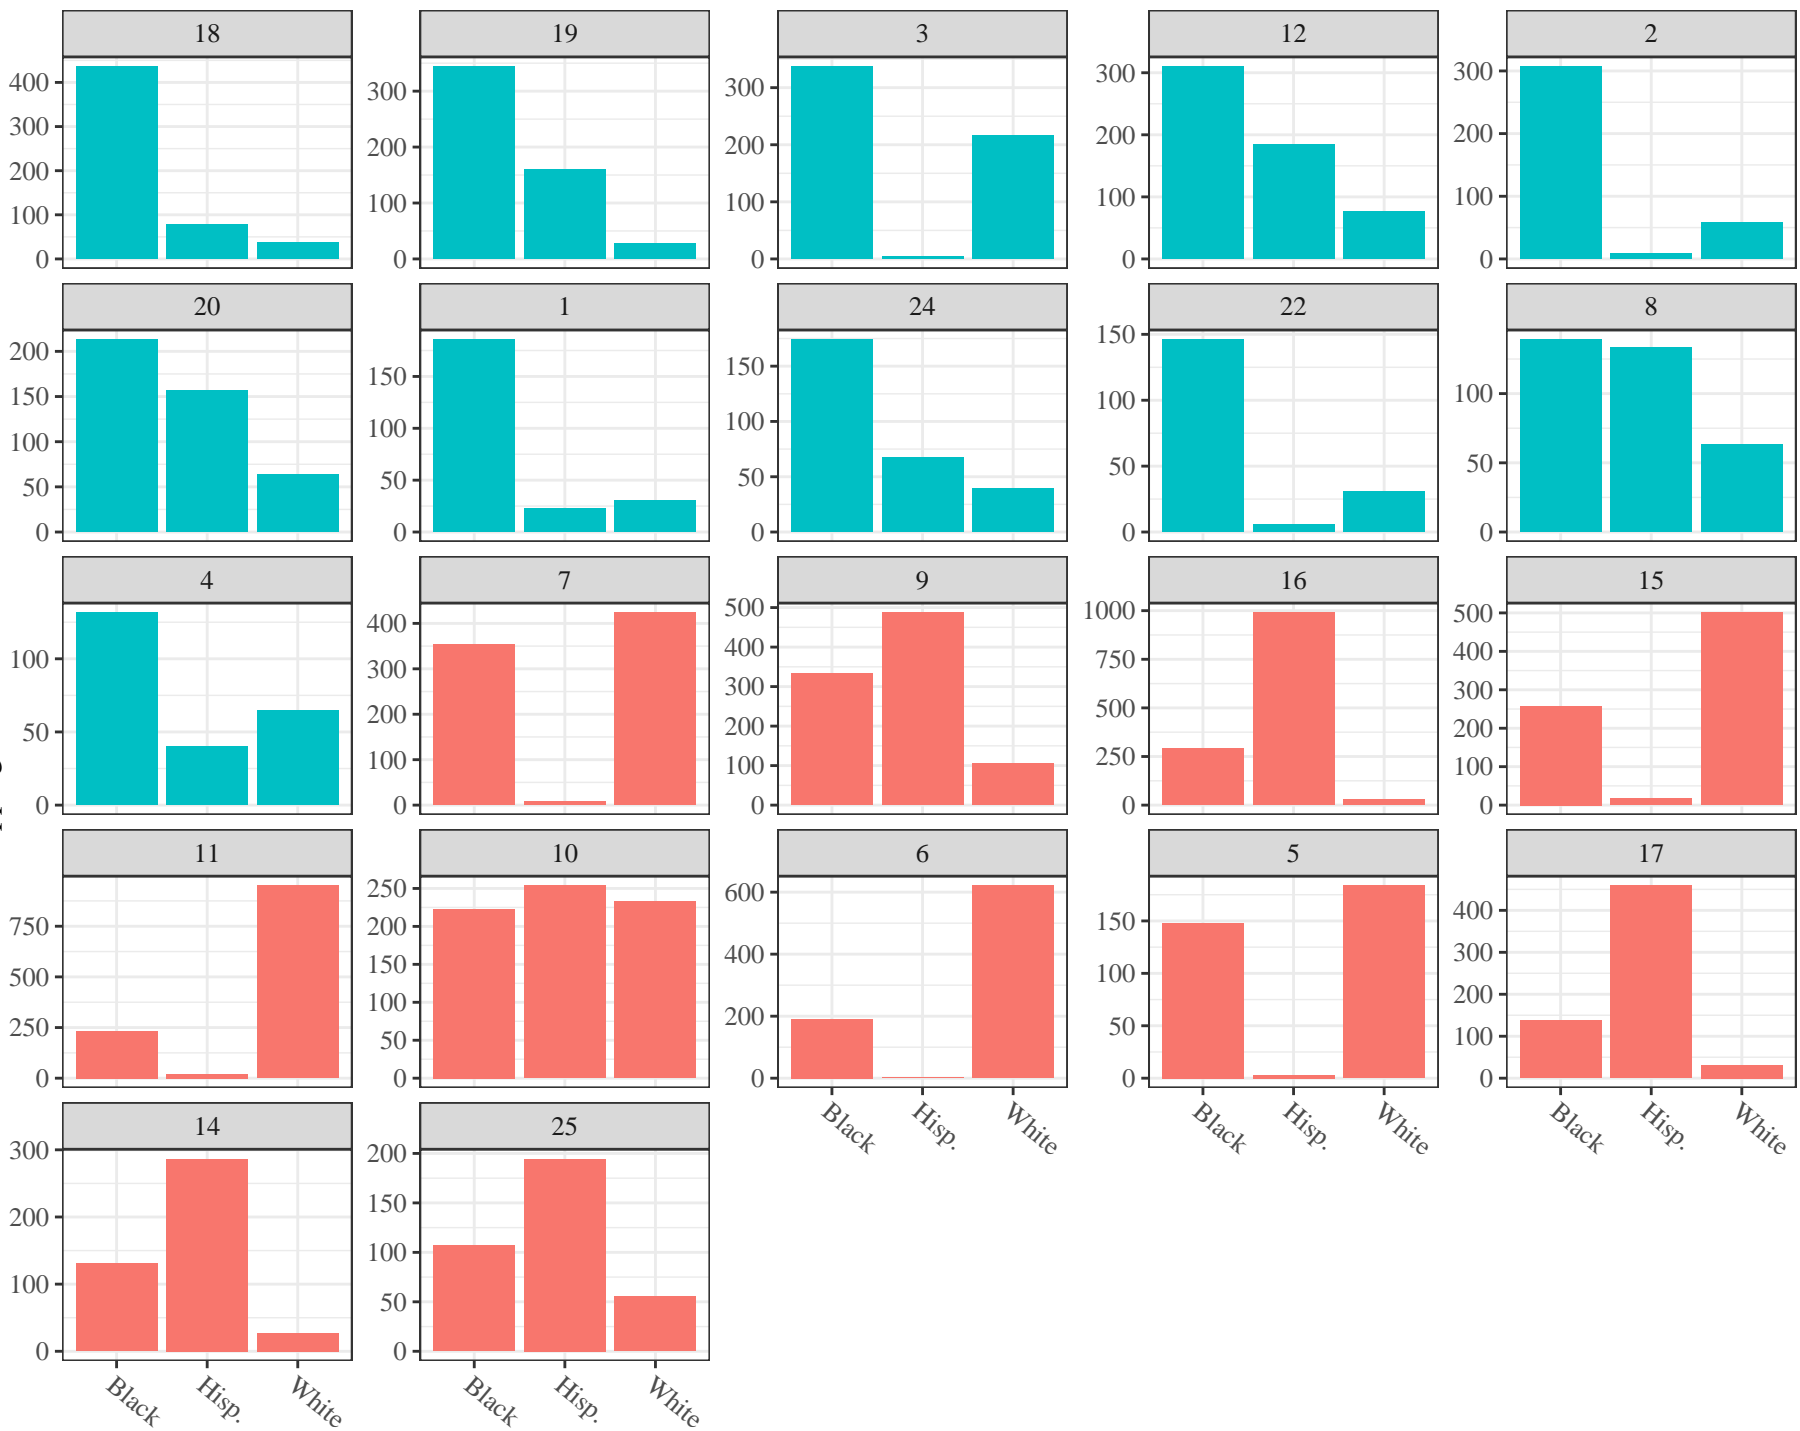 18 19 3 12 2
400 300 200 100 0
300 200 100 0
300 200 100 0
300 200 100 0
300 200 100 0
20 1 24 22 8
200 150 100 50 0
150 100 50 0
150 100 50 0
150 100 50 0
100 50 0
4 7 9 16 15
100 50 0
400 300 200 100 0
500 400 300 200 100 0
1000 750 500 250 0
500 400 300 200 100 0
11 10 6 5 17
750 500 250 0
250 200 150 100 50 0
600 400 200 0
150 100 50 0
400 300 200 100 0
Black Hisp. White
Black Hisp. White
Black Hisp. White
14 25
300 200 100 0
200 150 100 50 0
Black Hisp. White
Black Hisp. White